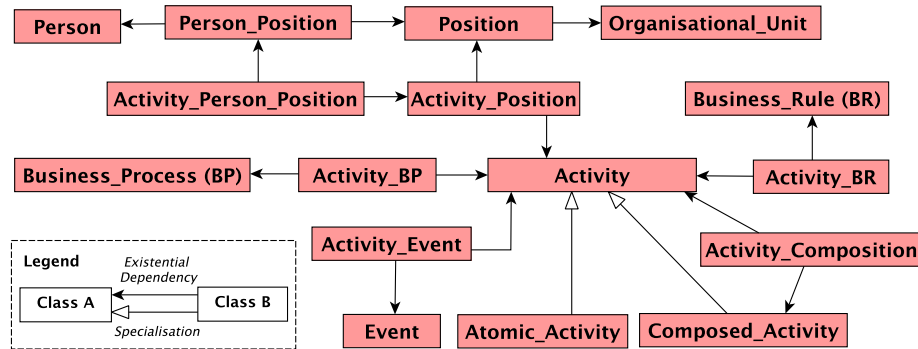 Person
Person_Position
Position
Organisational_Unit
Activity_Person_Position
Activity_Position
Business_Rule (BR)
Business_Process (BP)
Activity_BP
Activity
Activity_BR
Activity_Event
Activity_Composition
Event
Atomic_Activity
Composed_Activity
Legend
Existential
Dependency
Class A
Class B
Specialisation